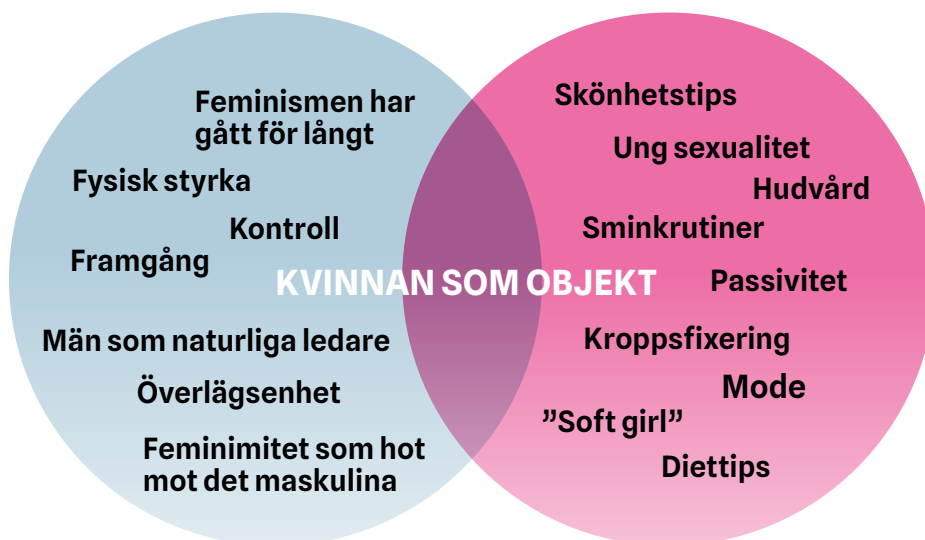 Feminismen har
gått för långt
Fysisk styrka
Kontroll
Framgång
Män som naturliga ledare
Överlägsenhet
Feminimitet som hot
mot det maskulina
KVINNAN SOM OBJEKT
Skönhetstips
Ung sexualitet
Hudvård
Sminkrutiner
Passivitet
Kroppsfixering
Mode
”Soft girl”
Diettips